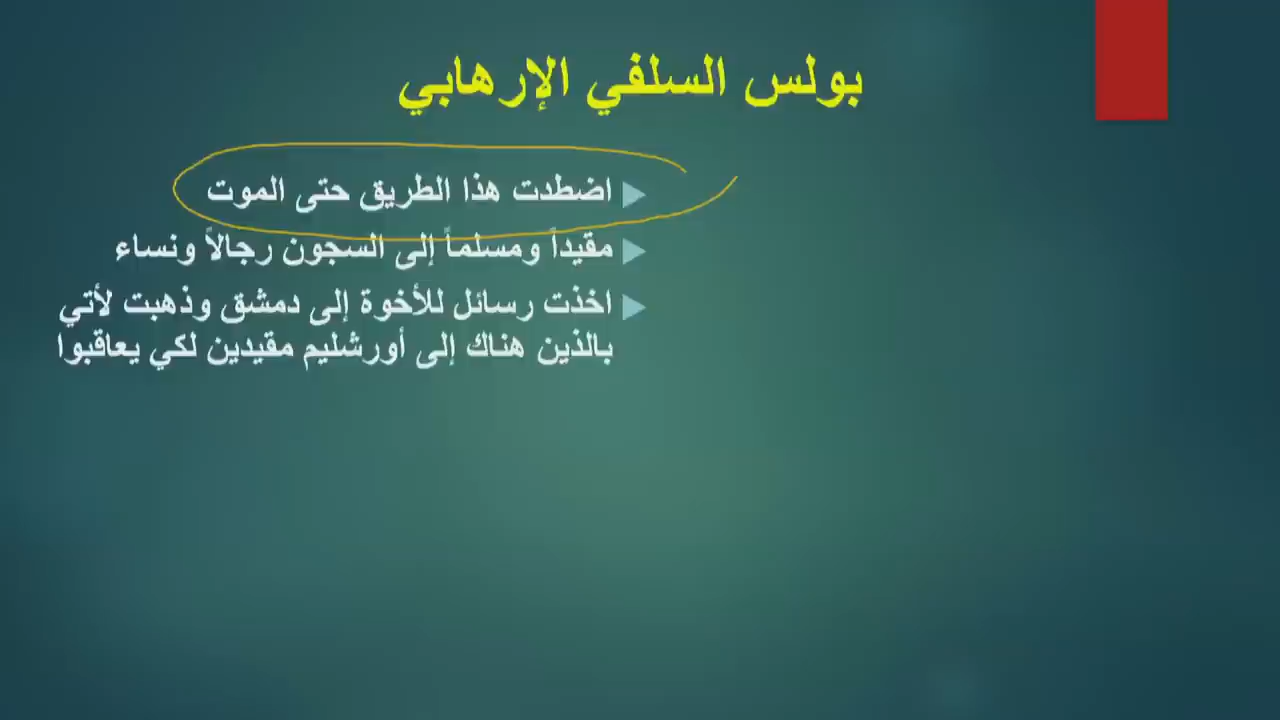 بولس السلفي الإرهابي
اضطدت هذا الطريق حتى الموت
مقيداً ومسلماً إلى السجون رجالاً ونساء
اخذت رسائل للأخوة إلى دمشق وذهبت لأتي
بالذين هناك إلى أورشليم مقيدين لكي يعاقبوا